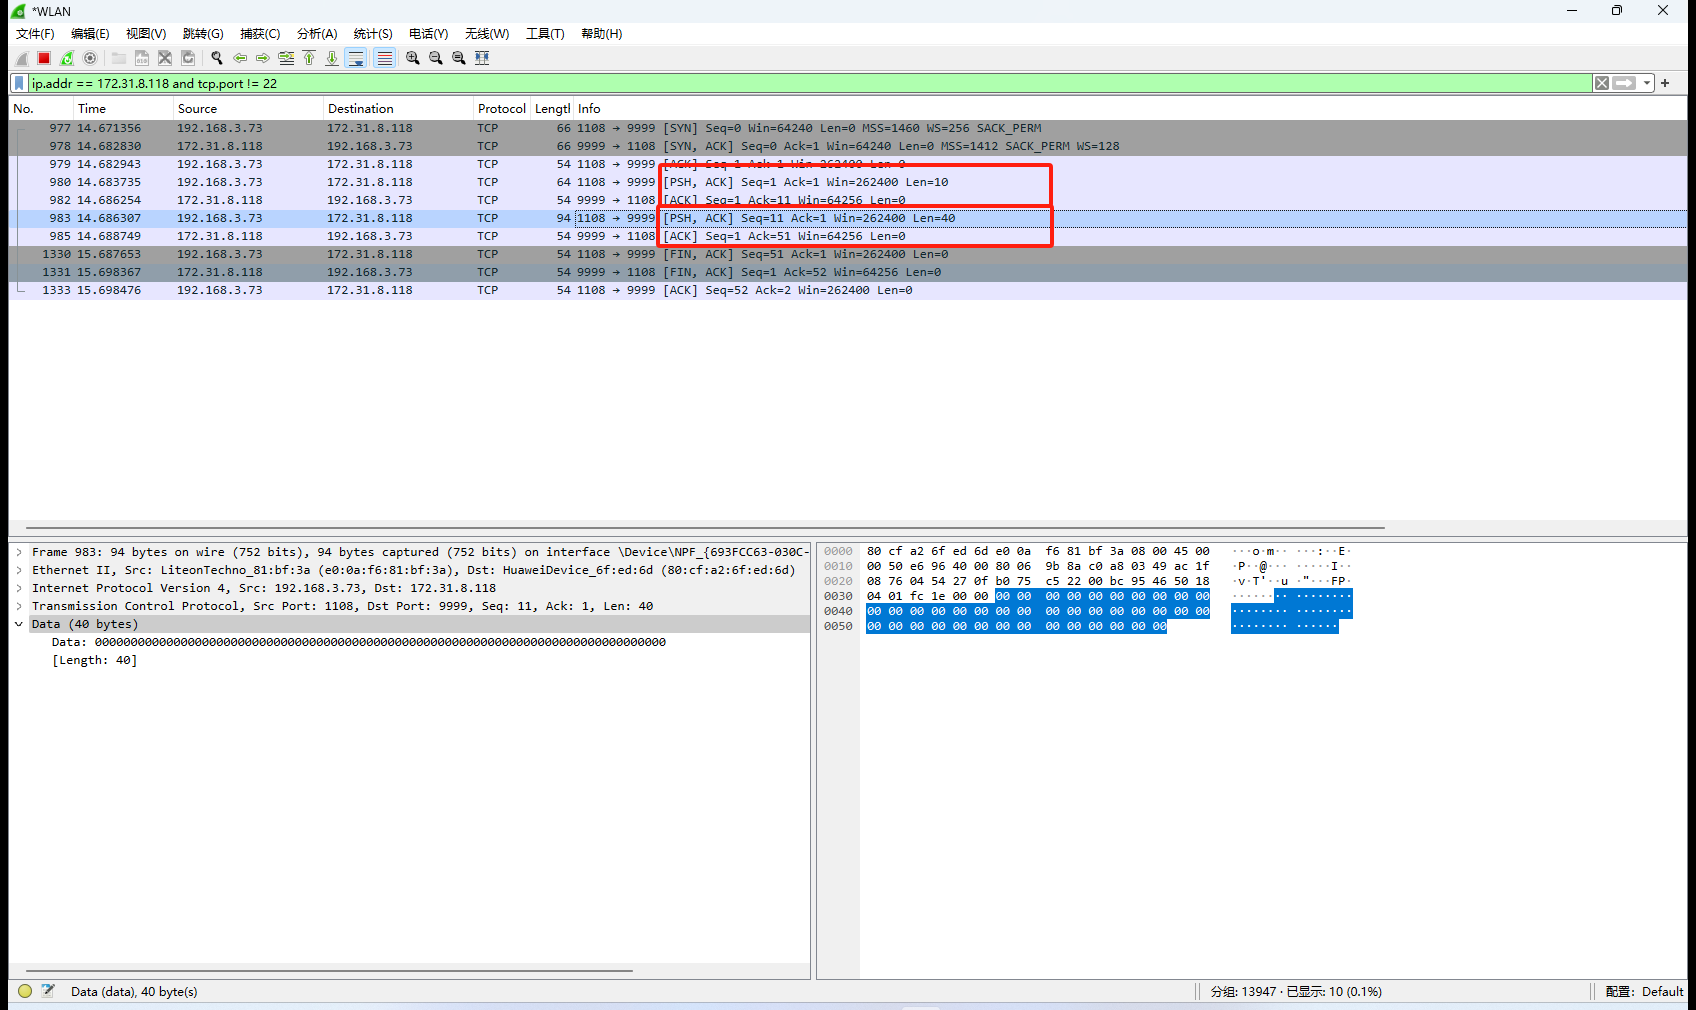 *WLAN
文件(F) 编辑(E) 视图(V) 跳转(G) 捕获(C) 分析(A) 统计(S) 电话(Y) 无线(W) 工具(T) 帮助(H)
ip.addr == 172.31.8.118 and tcp.port != 22
No. Time Source Destination Protocol Lengtl Info
977 14.671356 192.168.3.73 172.31.8.118 TCP 66 1108 → 9999 [SYN] Seq=0 Win=64240 Len=0 MSS=1460 WS=256 SACK_PERM
978 14.682830 172.31.8.118 192.168.3.73 TCP 66 9999 → 1108 [SYN, ACK] Seq=0 Ack=1 Win=64240 Len=0 MSS=1412 SACK_PERM WS=128
979 14.682943 192.168.3.73 172.31.8.118 TCP 54 1108 → 9999 [ACK] Seq=1 Ack=1 Win=262400 Len=0
980 14.683735 192.168.3.73 172.31.8.118 TCP 64 1108 → 9999 [PSH, ACK] Seq=1 Ack=1 Win=262400 Len=10
982 14.686254 172.31.8.118 192.168.3.73 TCP 54 9999 → 1108 [ACK] Seq=1 Ack=11 Win=64256 Len=0
983 14.686307 192.168.3.73 172.31.8.118 TCP 94 1108 → 9999 [PSH, ACK] Seq=11 Ack=1 Win=262400 Len=40
985 14.688749 172.31.8.118 192.168.3.73 TCP 54 9999 → 1108 [ACK] Seq=1 Ack=51 Win=64256 Len=0
1330 15.687653 192.168.3.73 172.31.8.118 TCP 54 1108 → 9999 [FIN, ACK] Seq=51 Ack=1 Win=262400 Len=0
1331 15.698367 172.31.8.118 192.168.3.73 TCP 54 9999 → 1108 [FIN, ACK] Seq=1 Ack=52 Win=64256 Len=0
1333 15.698476 192.168.3.73 172.31.8.118 TCP 54 1108 → 9999 [ACK] Seq=52 Ack=2 Win=262400 Len=0
Frame 983: 94 bytes on wire (752 bits), 94 bytes captured (752 bits) on interface \Device\NPF_{693FCC63-030C-
Ethernet II, Src: LiteonTechno_81:bf:3a (e0:0a:f6:81:bf:3a), Dst: HuaweiDevice_6f:ed:6d (80:cf:a2:6f:ed:6d)
Internet Protocol Version 4, Src: 192.168.3.73, Dst: 172.31.8.118
Transmission Control Protocol, Src Port: 1108, Dst Port: 9999, Seq: 11, Ack: 1, Len: 40
Data (40 bytes)
Data: 00000000000000000000000000000000000000000000000000000000000000000000000000000000
[Length: 40]
0000 80 cf a2 6f ed 6d e0 0a f6 81 bf 3a 08 00 45 00 ···o·m·· ···:··E·
0010 00 50 e6 96 40 00 80 06 9b 8a c0 a8 03 49 ac 1f ·P··@··· ·····I··
0020 08 76 04 54 27 0f b0 75 c5 22 00 bc 95 46 50 18 ·v·T'··u ·"···FP·
0030 04 01 fc 1e 00 00 00 00 00 00 00 00 00 00 00 00 ········ ········
0040 00 00 00 00 00 00 00 00 00 00 00 00 00 00 00 00 ········ ········
0050 00 00 00 00 00 00 00 00 00 00 00 00 00 00 ········ ······
Data (data), 40 byte(s) 分组: 13947 · 已显示: 10 (0.1%) 配置: Default